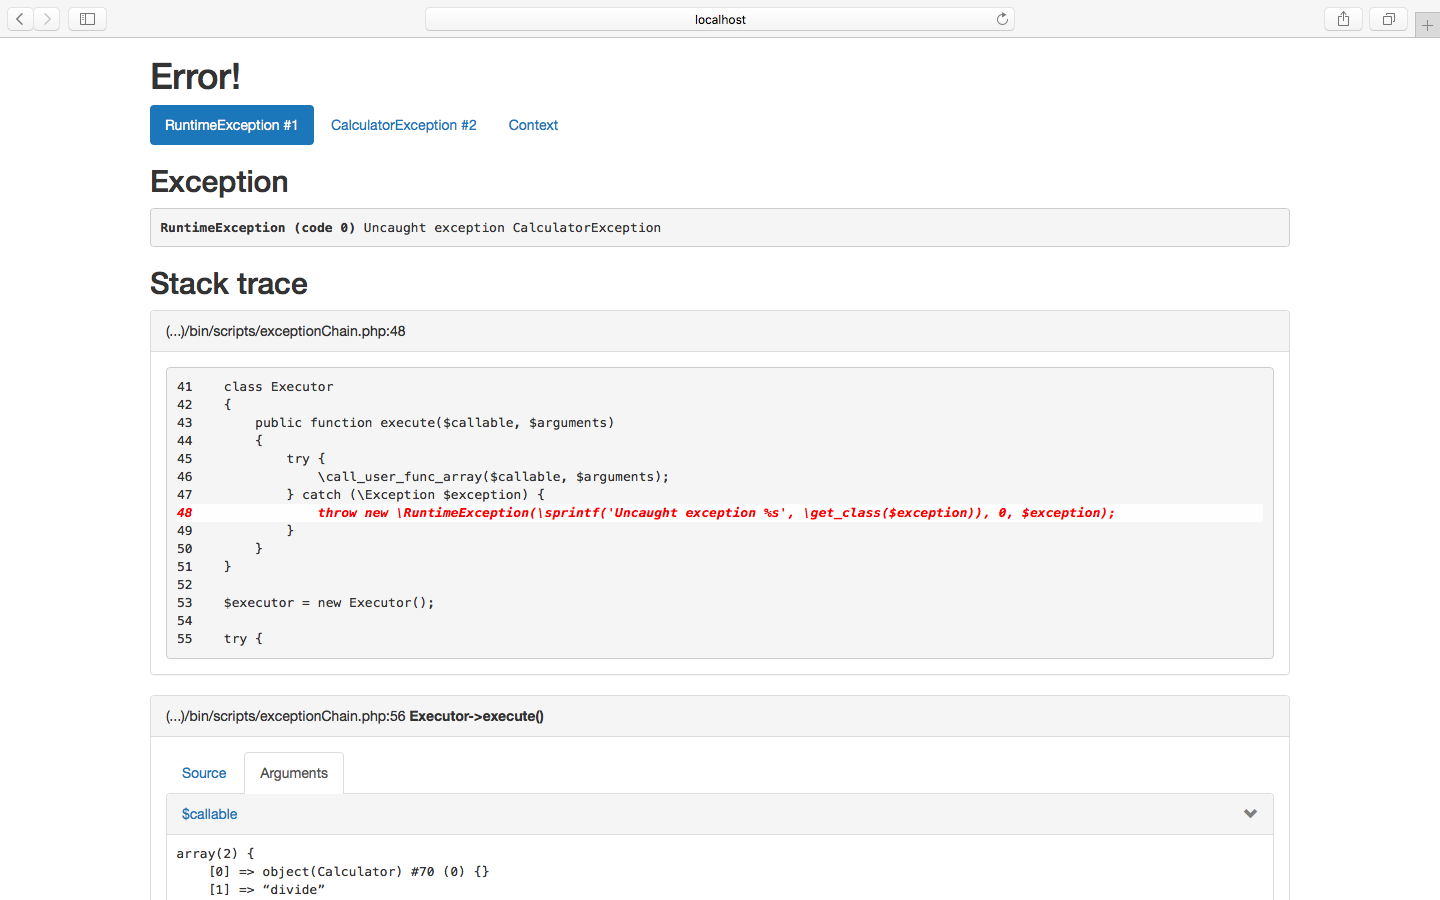 localhost
Error!
RuntimeException #1 CalculatorException #2 Context
Exception
RuntimeException (code 0) Uncaught exception CalculatorException
Stack trace
(...)/bin/scripts/exceptionChain.php:48
41    class Executor
42    {
43        public function execute($callable, $arguments)
44        {
45            try {
46                \call_user_func_array($callable, $arguments);
47            } catch (\Exception $exception) {
48                throw new \RuntimeException(\sprintf('Uncaught exception %s', \get_class($exception)), 0, $exception);
49            }
50        }
51    }
52
53    $executor = new Executor();
54
55    try {
(...)/bin/scripts/exceptionChain.php:56 Executor->execute()
Source Arguments
$callable
array(2) {
    [0] => object(Calculator) #70 (0) {}
    [1] => “divide”